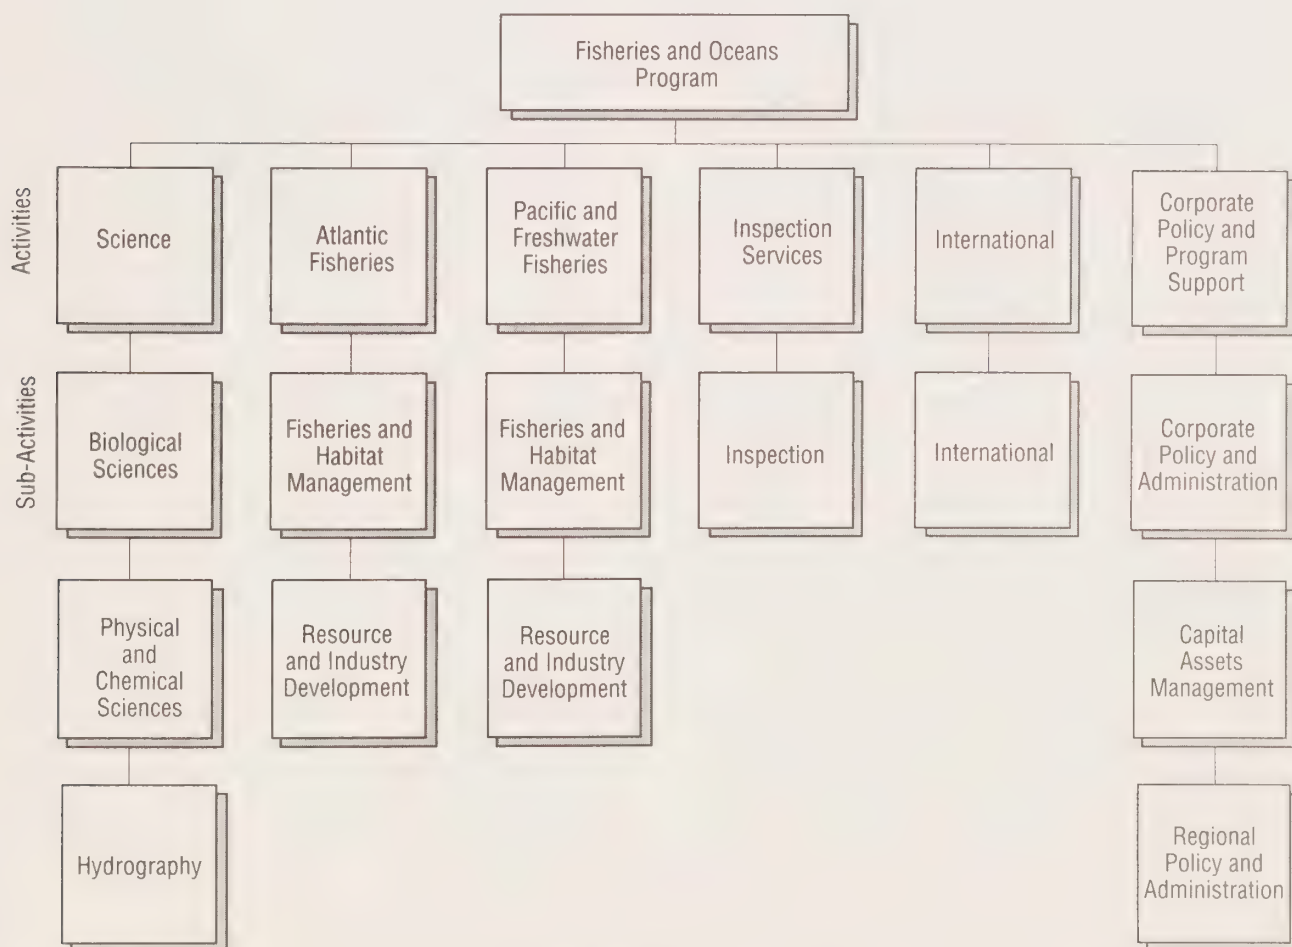 Fisheries and Oceans
Program
Activities
Science
Atlantic
Fisheries
Pacific and
Freshwater
Fisheries
Inspection
Services
International
Corporate
Policy and
Program
Support
Sub-Activities
Biological
Sciences
Fisheries and
Habitat
Management
Fisheries and
Habitat
Management
Inspection
International
Corporate
Policy and
Administration
Physical
and
Chemical
Sciences
Resource
and Industry
Development
Resource
and Industry
Development
Capital
Assets
Management
Hydrography
Regional
Policy and
Administration